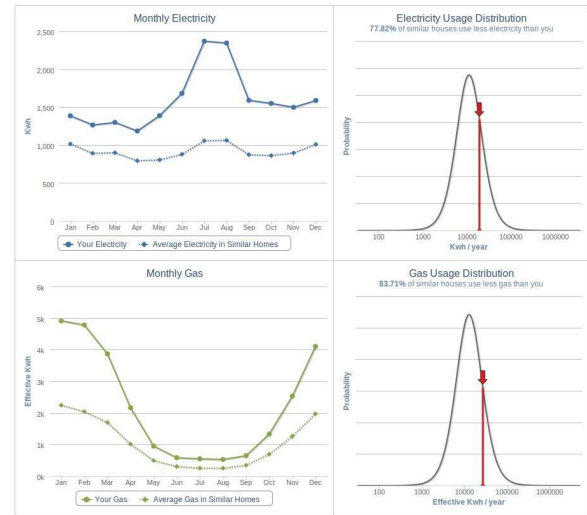 Monthly Electricity
Kwh
2,500
2,000
1,500
1,000
500
0
Jan Feb Mar Apr May Jun Jul Aug Sep Oct Nov Dec
Your Electrcity Average Electricity in Similar Homes
Electricity Usage Distribution
77.82% of similar houses use less electricity than you
Probability
100 1000 10000 100000 1000000
Kwh / year
Monthly Gas
Effective Kwh
6k
5k
4k
3k
2k
1k
0k
Jan Feb Mar Apr May Jun Jul Aug Sep Oct Nov Dec
Your Gas Average Gas in Similar Homes
Gas Usage Distribution
83.71% of similar houses use less gas than you
Probability
100 1000 10000 100000 1000000
Effective Kwh / year